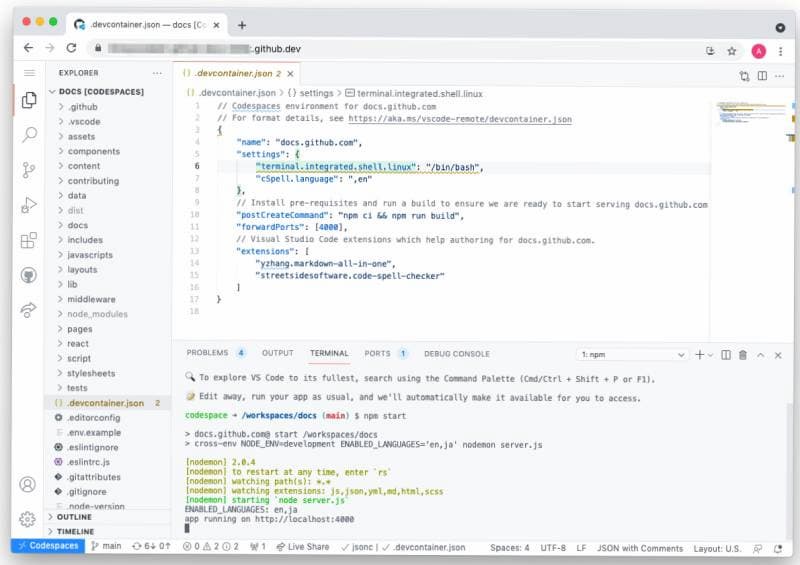 .devcontainer.json — docs [Co
.github.dev
EXPLORER
DOCS [CODESPACES]
.github
.vscode
assets
components
content
contributing
data
dist
docs
includes
javascripts
layouts
lib
middleware
node_modules
pages
react
script
stylesheets
tests
{} .devcontainer.json 2
.editorconfig
.env.example
.eslintignore
.eslintrc.js
.gitattributes
.gitignore
.node-version
OUTLINE
TIMELINE
{} .devcontainer.json 2
{} .devcontainer.json > {} settings > terminal.integrated.shell.linux
1 // Codespaces environment for docs.github.com
2 // For format details, see https://aka.ms/vscode-remote/devcontainer.json
3 {
4 "name": "docs.github.com",
5 "settings": {
6 "terminal.integrated.shell.linux": "/bin/bash",
7 "cSpell.language": ",en"
8 },
9 // Install pre-requisites and run a build to ensure we are ready to start serving docs.github.com
10 "postCreateCommand": "npm ci && npm run build",
11 "forwardPorts": [4000],
12 // Visual Studio Code extensions which help authoring for docs.github.com.
13 "extensions": [
14 "yzhang.markdown-all-in-one",
15 "streetsidesoftware.code-spell-checker"
16 ]
17 }
18
PROBLEMS 4 OUTPUT TERMINAL PORTS 1 DEBUG CONSOLE 1: npm
To explore VS Code to its fullest, search using the Command Palette (Cmd/Ctrl + Shift + P or F1).
Edit away, run your app as usual, and we'll automatically make it available for you to access.
codespace ➜ /workspaces/docs (main) $ npm start
> docs.github.com@ start /workspaces/docs
> cross-env NODE_ENV=development ENABLED_LANGUAGES='en,ja' nodemon server.js
[nodemon] 2.0.4
[nodemon] to restart at any time, enter `rs`
[nodemon] watching path(s): *.*
[nodemon] watching extensions: js,json,yml,md,html,scss
[nodemon] starting `node server.js`
ENABLED_LANGUAGES: en,ja
app running on http://localhost:4000
Codespaces main 6↓ 0↑ 0 2 2 1 Live Share jsonc .devcontainer.json Spaces: 4 UTF-8 LF JSON with Comments Layout: U.S.